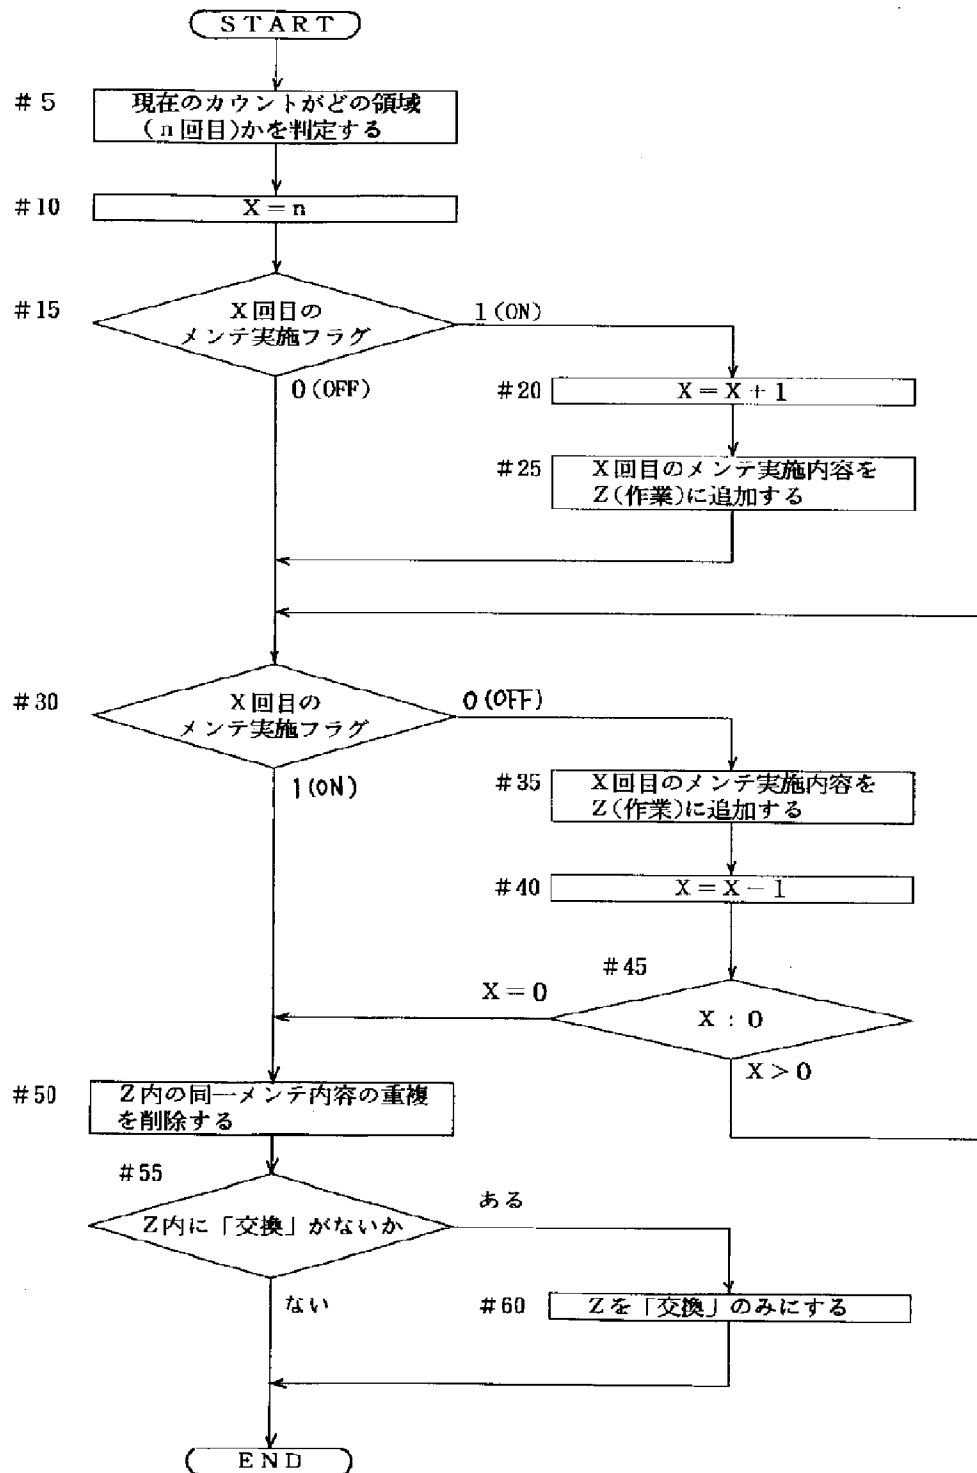 START
#5
現在のカウントがどの領域
(n回目)かを判定する
#10
X=n
#15
X回目の
メンテ実施フラグ
1(ON)
0(OFF)
#20
X=X+1
#25
X回目のメンテ実施内容を
Z(作業)に追加する
#30
X回目の
メンテ実施フラグ
0(OFF)
1(ON)
#35
X回目のメンテ実施内容を
Z(作業)に追加する
#40
X=X-1
#45
X=0
X:0
X>0
#50
Z内の同一メンテ内容の重複
を削除する
#55
Z内に「交換」がないか
ある
ない
#60
Zを「交換」のみにする
END